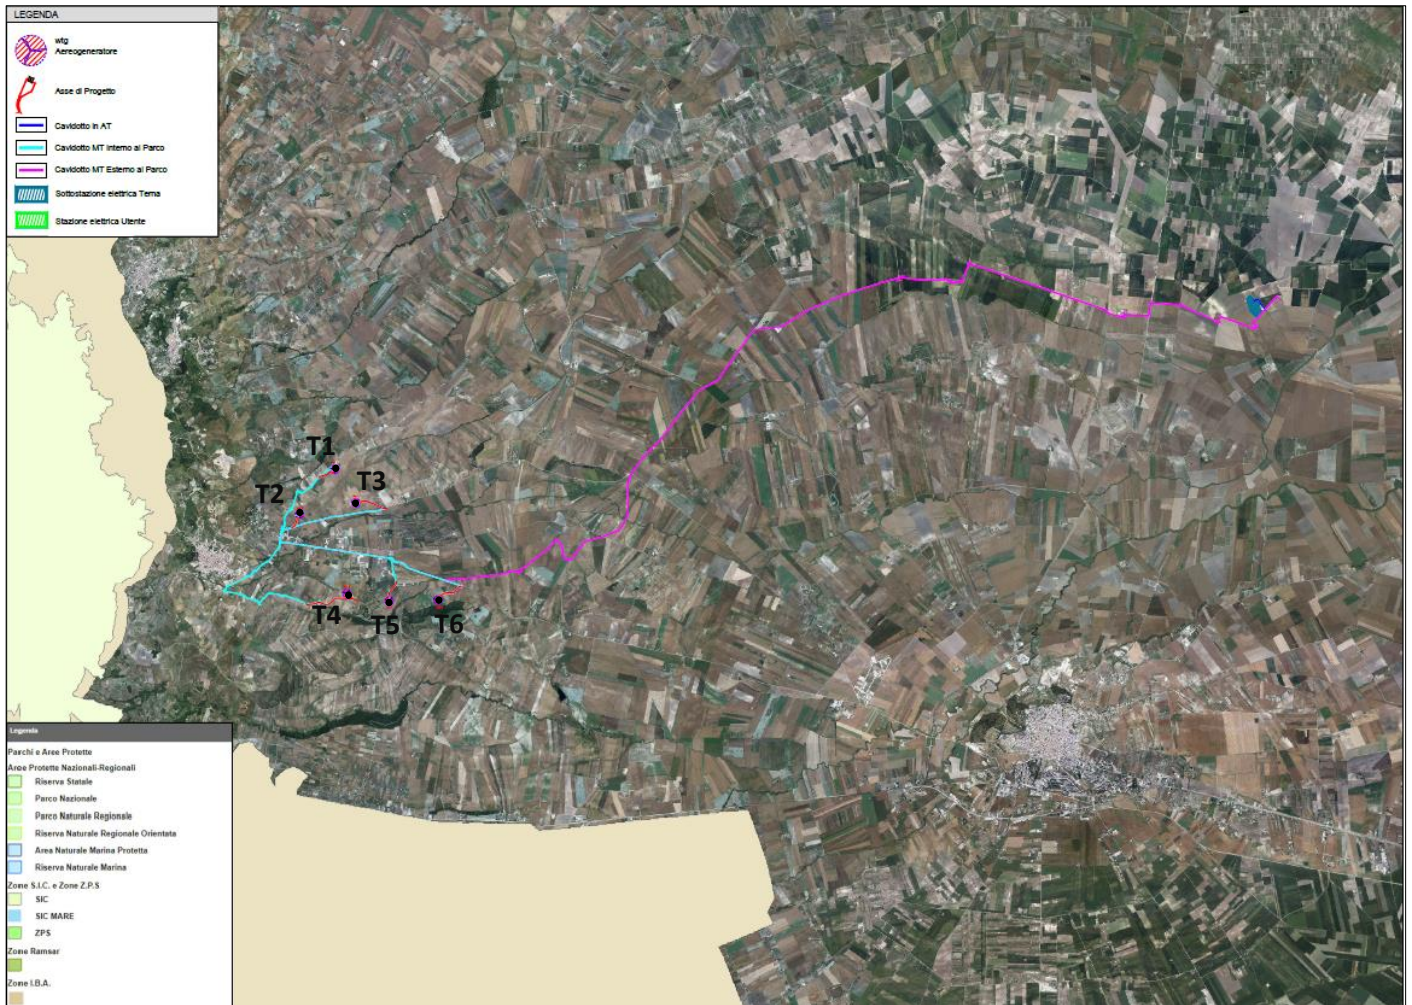 LEGENDA
wtg
Aereogeneratore
Asse di Progetto
Cavidotto in AT
Cavidotto MT Interno al Parco
Cavidotto MT Esterno al Parco
Sottostazione elettrica Terna
Stazione elettrica Utente
T1
T3
T2
T4
T5
T6
Legenda
Parchi e Aree Protette
Aree Protette Nazionali-Regionali
Riserva Statale
Parco Nazionale
Parco Naturale Regionale
Riserva Naturale Regionale Orientata
Area Naturale Marina Protetta
Riserva Naturale Marina
Zone S.I.C. e Zone Z.P.S
SIC
SIC MARE
ZPS
Zone Ramsar
Zone I.B.A.